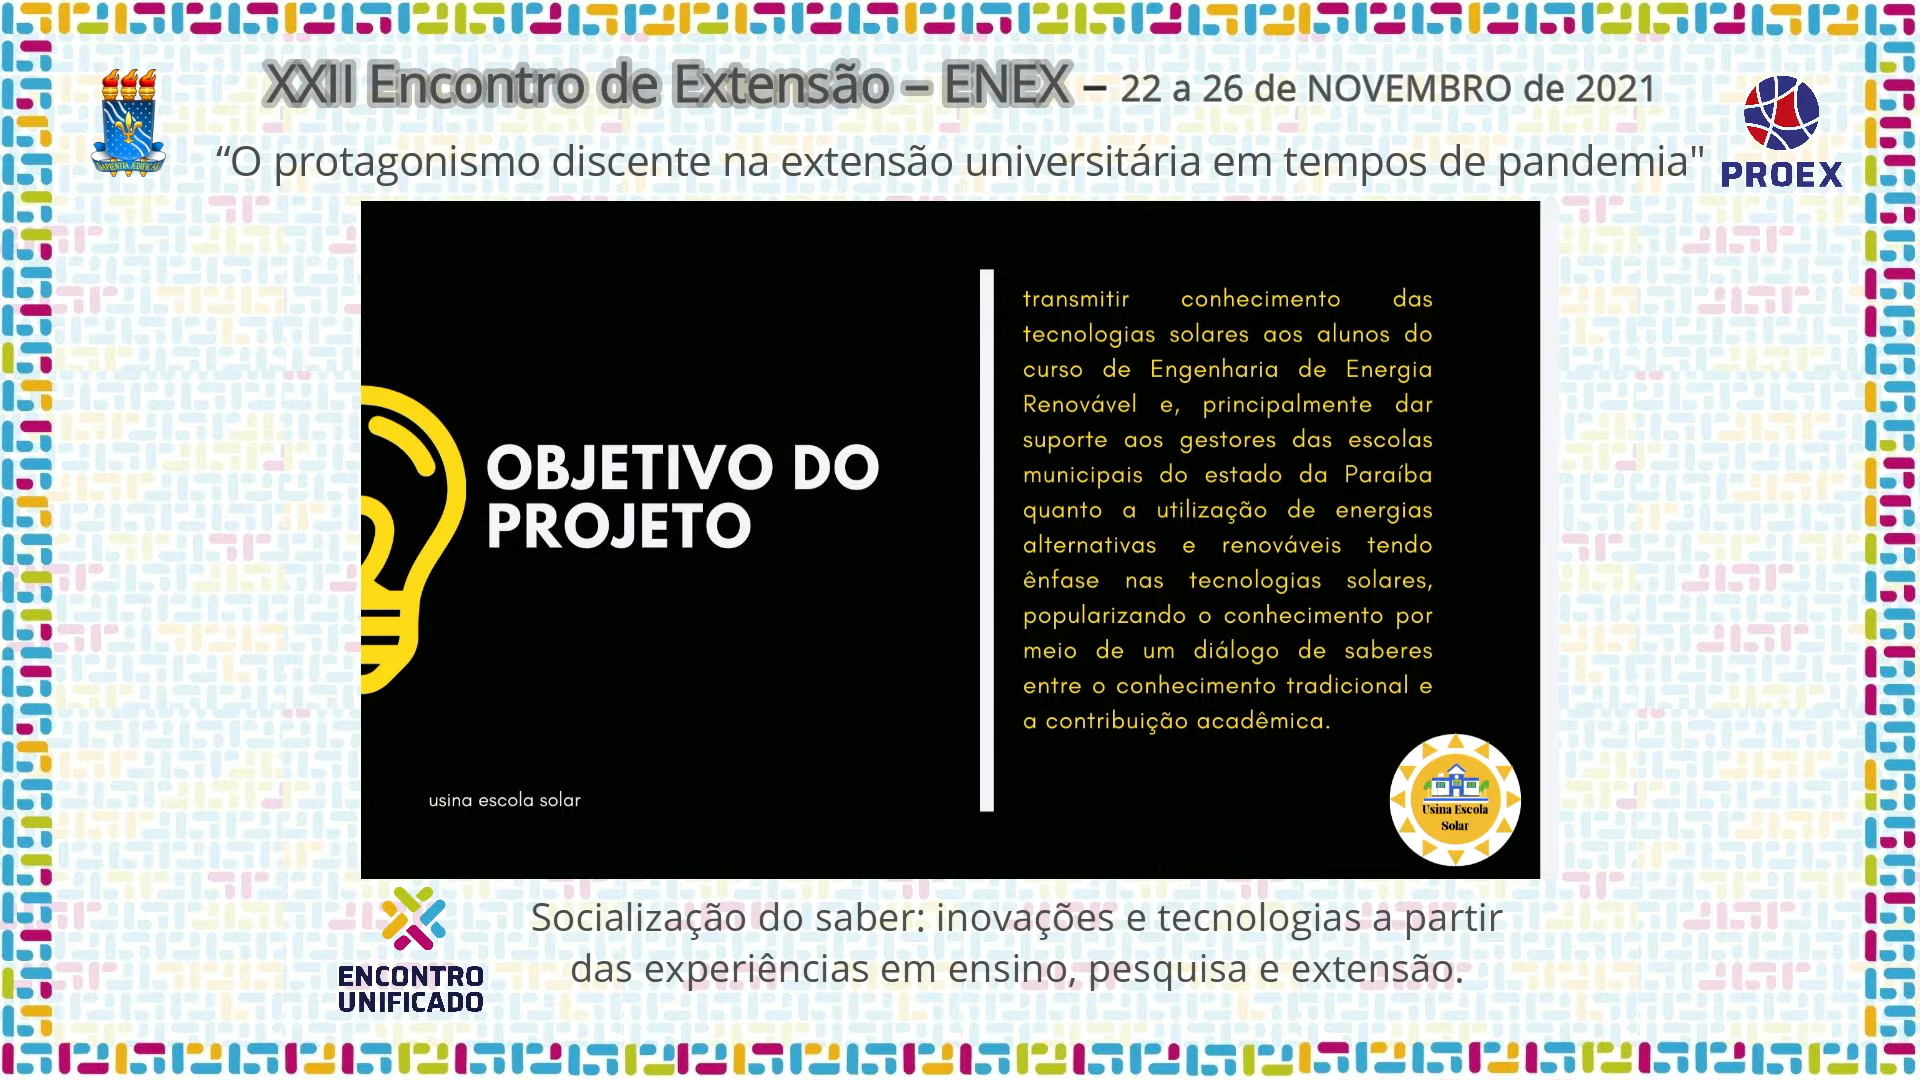 XXII Encontro de Extensão – ENEX – 22 a 26 de NOVEMBRO de 2021
“O protagonismo discente na extensão universitária em tempos de pandemia"
PROEX
OBJETIVO DO
PROJETO
usina escola solar
transmitir conhecimento das
tecnologias solares aos alunos do
curso de Engenharia de Energia
Renovável e, principalmente dar
suporte aos gestores das escolas
municipais do estado da Paraíba
quanto a utilização de energias
alternativas e renováveis tendo
ênfase nas tecnologias solares,
popularizando o conhecimento por
meio de um diálogo de saberes
entre o conhecimento tradicional e
a contribuição acadêmica.
Usina Escola
Solar
ENCONTRO
UNIFICADO
Socialização do saber: inovações e tecnologias a partir
das experiências em ensino, pesquisa e extensão.